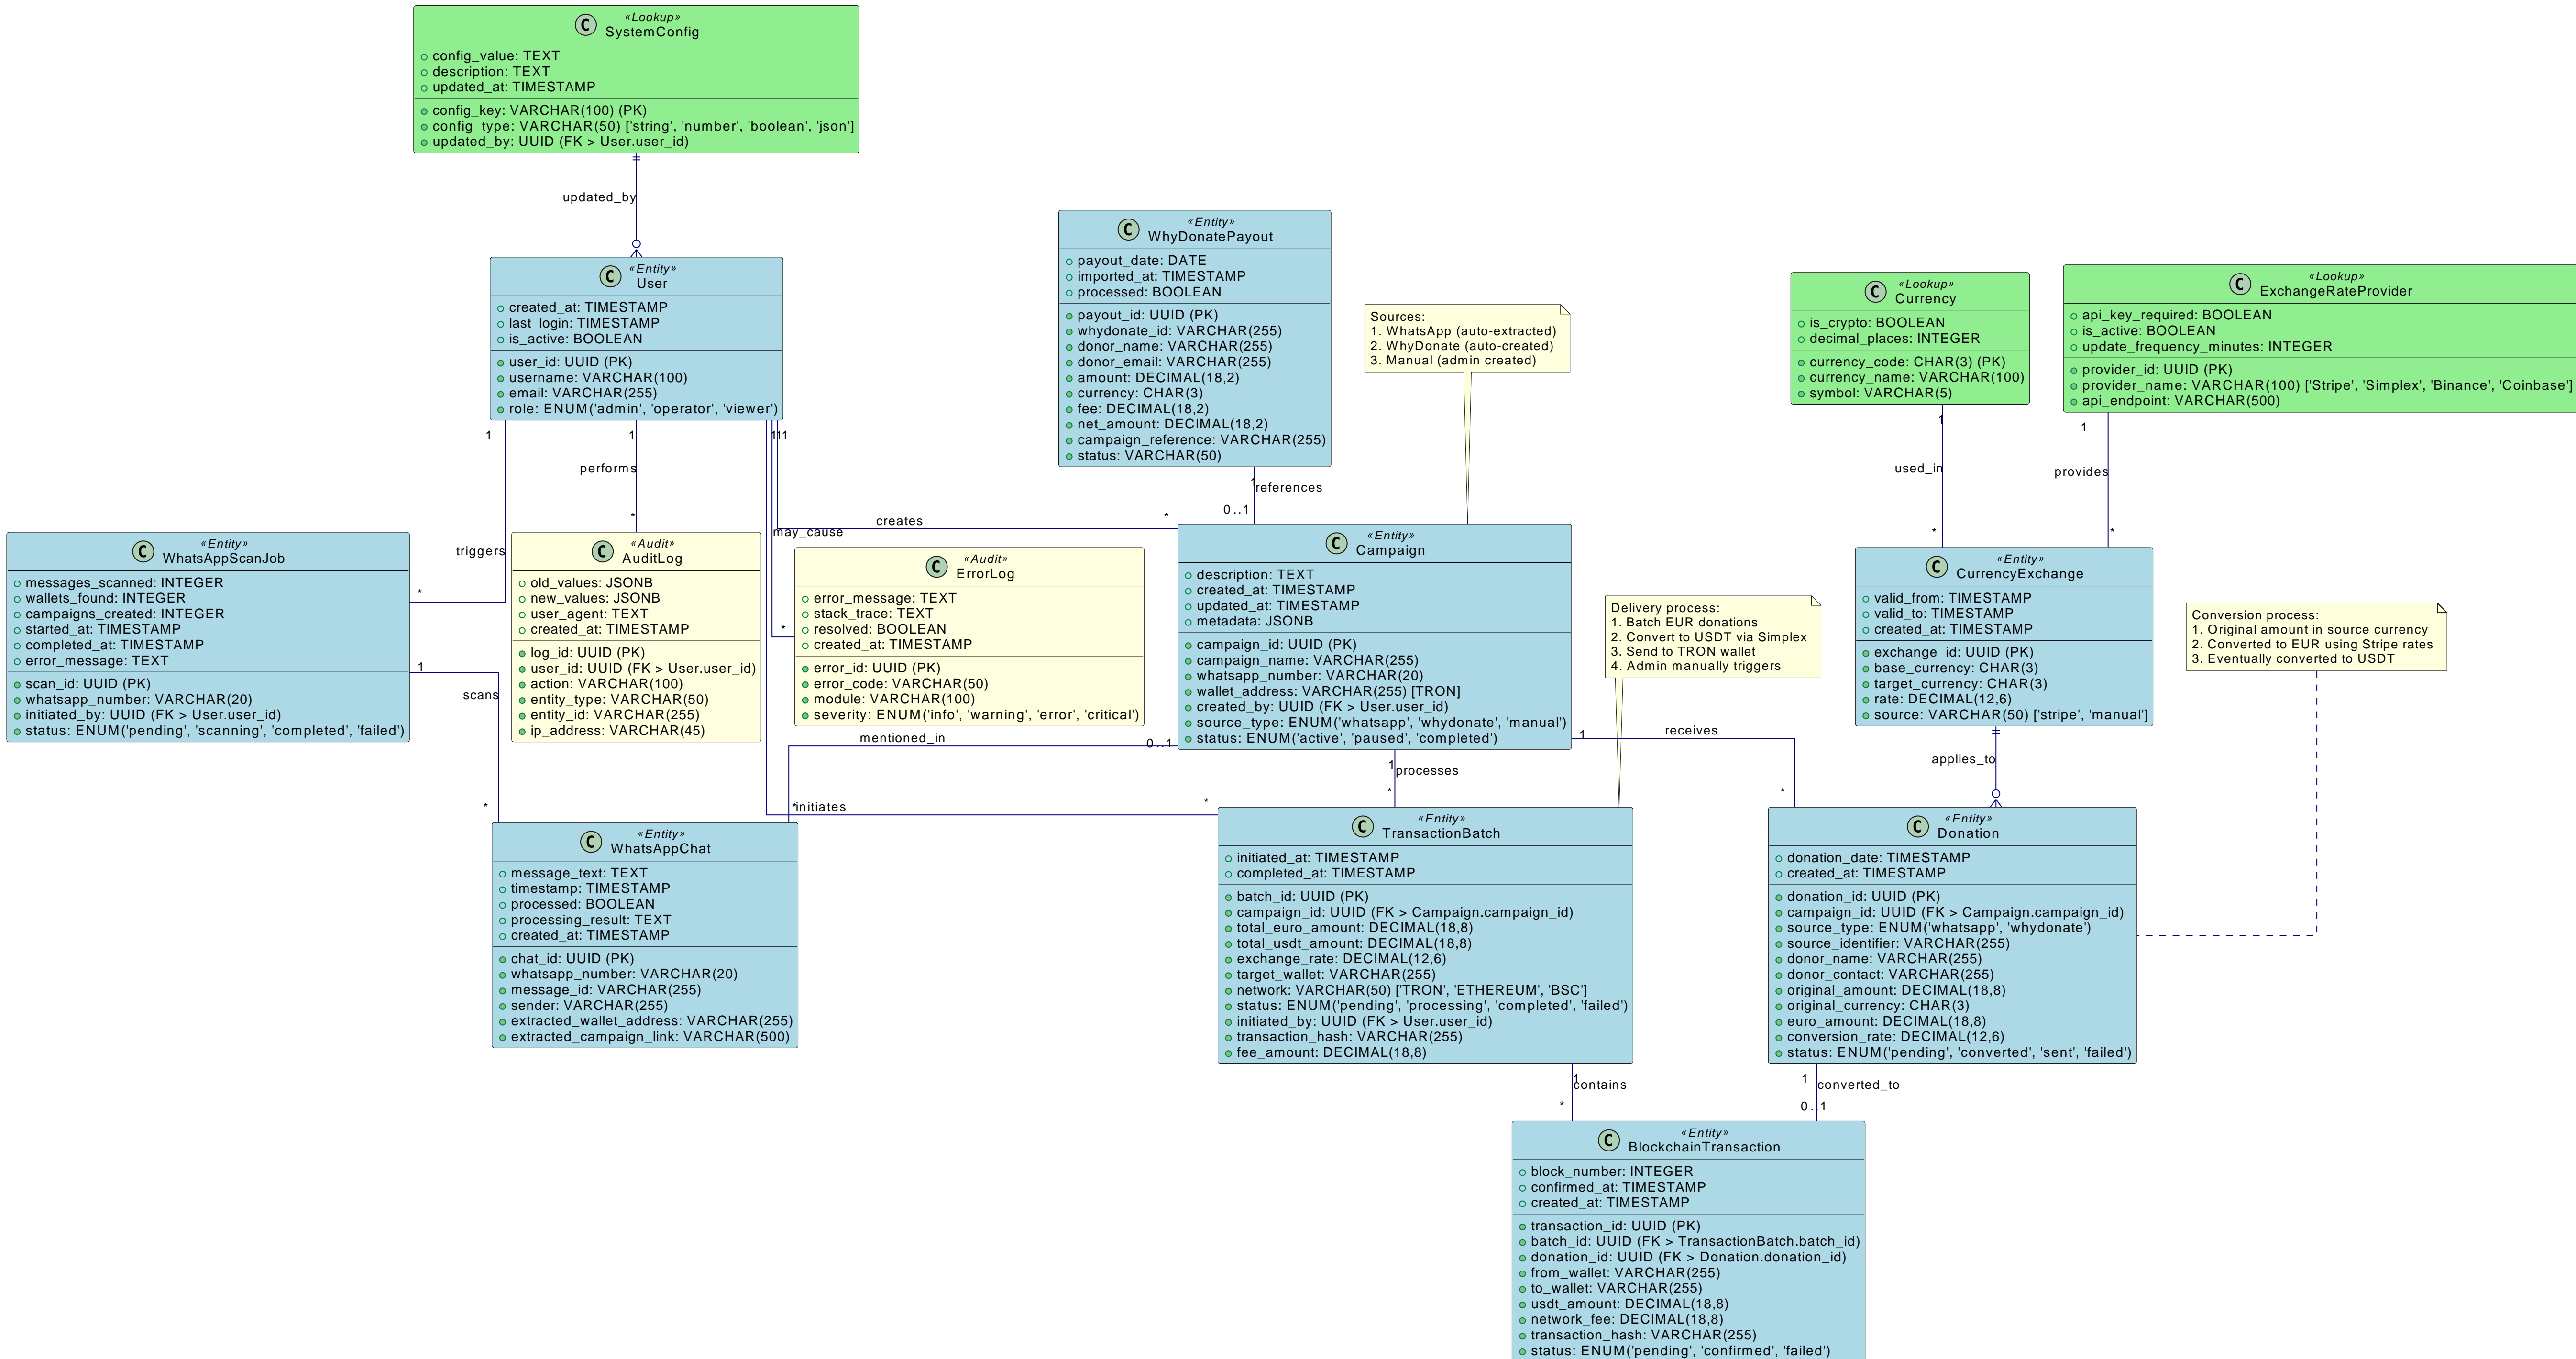 «Lookup»
SystemConfig
config_value: TEXT
description: TEXT
updated_at: TIMESTAMP
config_key: VARCHAR(100) (PK)
config_type: VARCHAR(50) ['string', 'number', 'boolean', 'json']
updated_by: UUID (FK > User.user_id)
updated_by
«Entity»
User
created_at: TIMESTAMP
last_login: TIMESTAMP
is_active: BOOLEAN
user_id: UUID (PK)
username: VARCHAR(100)
email: VARCHAR(255)
role: ENUM('admin', 'operator', 'viewer')
«Entity»
WhyDonatePayout
payout_date: DATE
imported_at: TIMESTAMP
processed: BOOLEAN
payout_id: UUID (PK)
whydonate_id: VARCHAR(255)
donor_name: VARCHAR(255)
donor_email: VARCHAR(255)
amount: DECIMAL(18,2)
currency: CHAR(3)
fee: DECIMAL(18,2)
net_amount: DECIMAL(18,2)
campaign_reference: VARCHAR(255)
status: VARCHAR(50)
Sources:
1. WhatsApp (auto-extracted)
2. WhyDonate (auto-created)
3. Manual (admin created)
«Lookup»
Currency
is_crypto: BOOLEAN
decimal_places: INTEGER
currency_code: CHAR(3) (PK)
currency_name: VARCHAR(100)
symbol: VARCHAR(5)
«Lookup»
ExchangeRateProvider
api_key_required: BOOLEAN
is_active: BOOLEAN
update_frequency_minutes: INTEGER
provider_id: UUID (PK)
provider_name: VARCHAR(100) ['Stripe', 'Simplex', 'Binance', 'Coinbase']
api_endpoint: VARCHAR(500)
1
triggers
*
1
performs
*
1 1 1
creates
*
may_cause
*
1
references
0..1
1
used_in
*
1
provides
*
«Entity»
WhatsAppScanJob
messages_scanned: INTEGER
wallets_found: INTEGER
campaigns_created: INTEGER
started_at: TIMESTAMP
completed_at: TIMESTAMP
error_message: TEXT
scan_id: UUID (PK)
whatsapp_number: VARCHAR(20)
initiated_by: UUID (FK > User.user_id)
status: ENUM('pending', 'scanning', 'completed', 'failed')
«Audit»
AuditLog
old_values: JSONB
new_values: JSONB
user_agent: TEXT
created_at: TIMESTAMP
log_id: UUID (PK)
user_id: UUID (FK > User.user_id)
action: VARCHAR(100)
entity_type: VARCHAR(50)
entity_id: VARCHAR(255)
ip_address: VARCHAR(45)
«Audit»
ErrorLog
error_message: TEXT
stack_trace: TEXT
resolved: BOOLEAN
created_at: TIMESTAMP
error_id: UUID (PK)
error_code: VARCHAR(50)
module: VARCHAR(100)
severity: ENUM('info', 'warning', 'error', 'critical')
«Entity»
Campaign
description: TEXT
created_at: TIMESTAMP
updated_at: TIMESTAMP
metadata: JSONB
campaign_id: UUID (PK)
campaign_name: VARCHAR(255)
whatsapp_number: VARCHAR(20)
wallet_address: VARCHAR(255) [TRON]
created_by: UUID (FK > User.user_id)
source_type: ENUM('whatsapp', 'whydonate', 'manual')
status: ENUM('active', 'paused', 'completed')
Delivery process:
1. Batch EUR donations
2. Convert to USDT via Simplex
3. Send to TRON wallet
4. Admin manually triggers
«Entity»
CurrencyExchange
valid_from: TIMESTAMP
valid_to: TIMESTAMP
created_at: TIMESTAMP
exchange_id: UUID (PK)
base_currency: CHAR(3)
target_currency: CHAR(3)
rate: DECIMAL(12,6)
source: VARCHAR(50) ['stripe', 'manual']
Conversion process:
1. Original amount in source currency
2. Converted to EUR using Stripe rates
3. Eventually converted to USDT
1
scans
*
mentioned_in
0..1
*
initiates
*
1
processes
*
1
receives
*
applies_to
«Entity»
WhatsAppChat
message_text: TEXT
timestamp: TIMESTAMP
processed: BOOLEAN
processing_result: TEXT
created_at: TIMESTAMP
chat_id: UUID (PK)
whatsapp_number: VARCHAR(20)
message_id: VARCHAR(255)
sender: VARCHAR(255)
extracted_wallet_address: VARCHAR(255)
extracted_campaign_link: VARCHAR(500)
«Entity»
TransactionBatch
initiated_at: TIMESTAMP
completed_at: TIMESTAMP
batch_id: UUID (PK)
campaign_id: UUID (FK > Campaign.campaign_id)
total_euro_amount: DECIMAL(18,8)
total_usdt_amount: DECIMAL(18,8)
exchange_rate: DECIMAL(12,6)
target_wallet: VARCHAR(255)
network: VARCHAR(50) ['TRON', 'ETHEREUM', 'BSC']
status: ENUM('pending', 'processing', 'completed', 'failed')
initiated_by: UUID (FK > User.user_id)
transaction_hash: VARCHAR(255)
fee_amount: DECIMAL(18,8)
«Entity»
Donation
donation_date: TIMESTAMP
created_at: TIMESTAMP
donation_id: UUID (PK)
campaign_id: UUID (FK > Campaign.campaign_id)
source_type: ENUM('whatsapp', 'whydonate')
source_identifier: VARCHAR(255)
donor_name: VARCHAR(255)
donor_contact: VARCHAR(255)
original_amount: DECIMAL(18,8)
original_currency: CHAR(3)
euro_amount: DECIMAL(18,8)
conversion_rate: DECIMAL(12,6)
status: ENUM('pending', 'converted', 'sent', 'failed')
1
contains
*
1
converted_to
0..1
«Entity»
BlockchainTransaction
block_number: INTEGER
confirmed_at: TIMESTAMP
created_at: TIMESTAMP
transaction_id: UUID (PK)
batch_id: UUID (FK > TransactionBatch.batch_id)
donation_id: UUID (FK > Donation.donation_id)
from_wallet: VARCHAR(255)
to_wallet: VARCHAR(255)
usdt_amount: DECIMAL(18,8)
network_fee: DECIMAL(18,8)
transaction_hash: VARCHAR(255)
status: ENUM('pending', 'confirmed', 'failed')